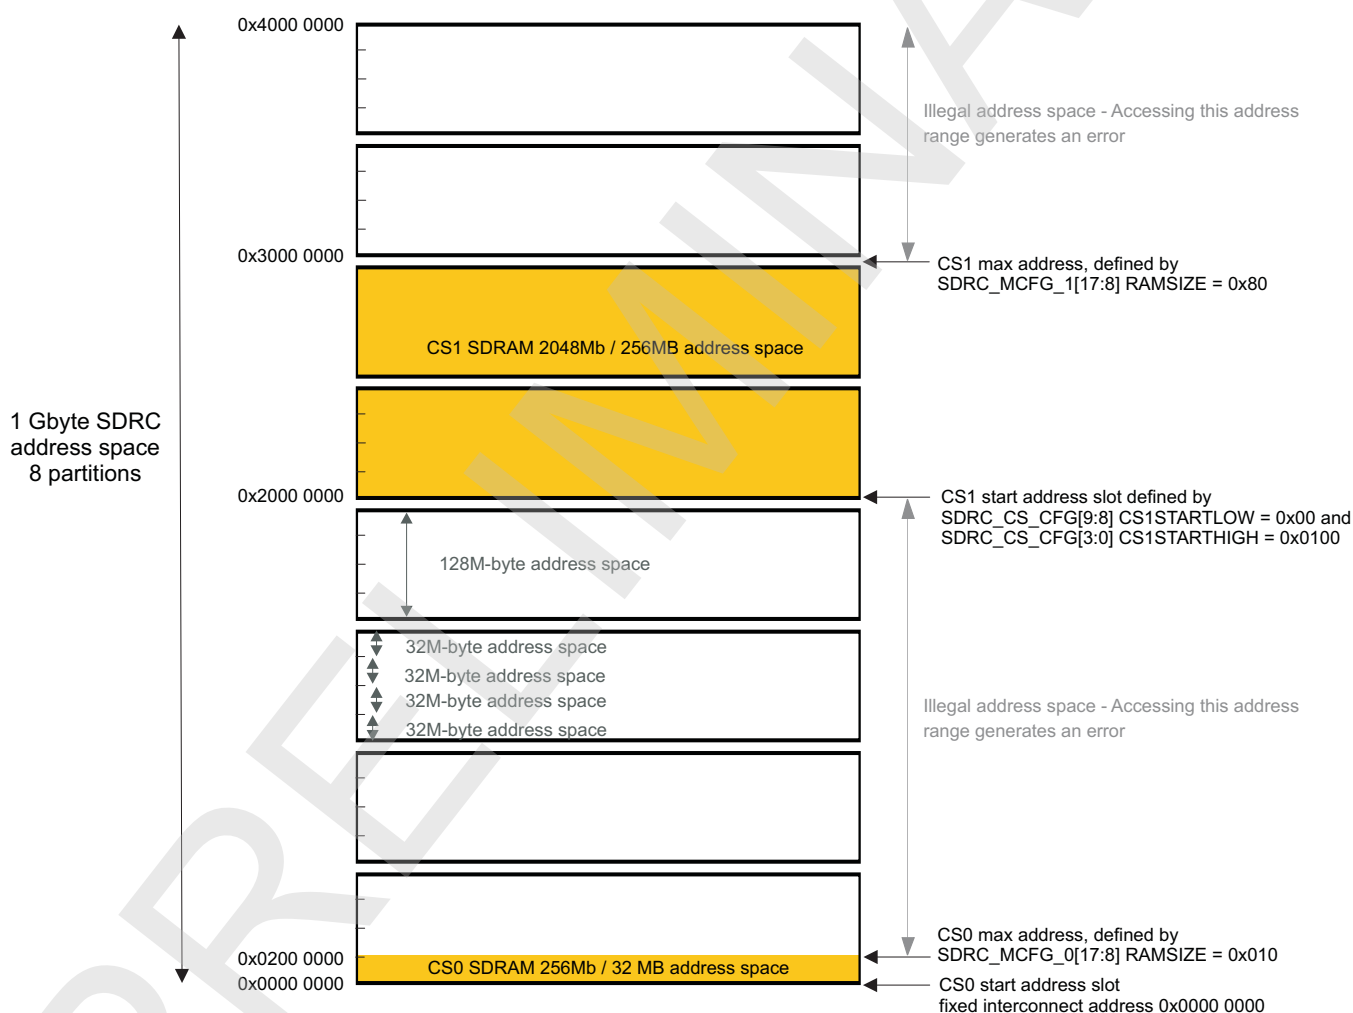 0x4000 0000
Illegal address space - Accessing this address
range generates an error
0x3000 0000
CS1 max address, defined by
SDRC_MCFG_1[17:8] RAMSIZE = 0x80
CS1 SDRAM 2048Mb / 256MB address space
1 Gbyte SDRC
address space
8 partitions
0x2000 0000
CS1 start address slot defined by
SDRC_CS_CFG[9:8] CS1STARTLOW = 0x00 and
SDRC_CS_CFG[3:0] CS1STARTHIGH = 0x0100
128M-byte address space
32M-byte address space
32M-byte address space
32M-byte address space
32M-byte address space
Illegal address space - Accessing this address
range generates an error
CS0 max address, defined by
SDRC_MCFG_0[17:8] RAMSIZE = 0x010
0x0200 0000
CS0 SDRAM 256Mb / 32 MB address space
0x0000 0000
CS0 start address slot
fixed interconnect address 0x0000 0000
PRELIMINA